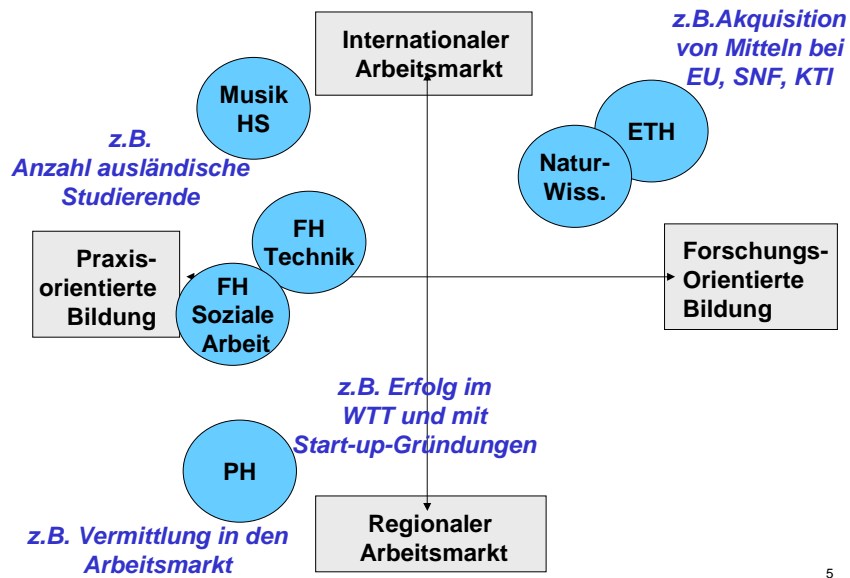 Internationaler
Arbeitsmarkt
z.B.Akquisition
von Mitteln bei
EU, SNF, KTI
Musik
HS
ETH
Natur-
Wiss.
z.B.
Anzahl ausländische
Studierende
FH
Technik
Praxis-
orientierte
Bildung
FH
Soziale
Arbeit
Forschungs-
Orientierte
Bildung
z.B. Erfolg im
WTT und mit
Start-up-Gründungen
PH
Regionaler
Arbeitsmarkt
z.B. Vermittlung in den
Arbeitsmarkt
5